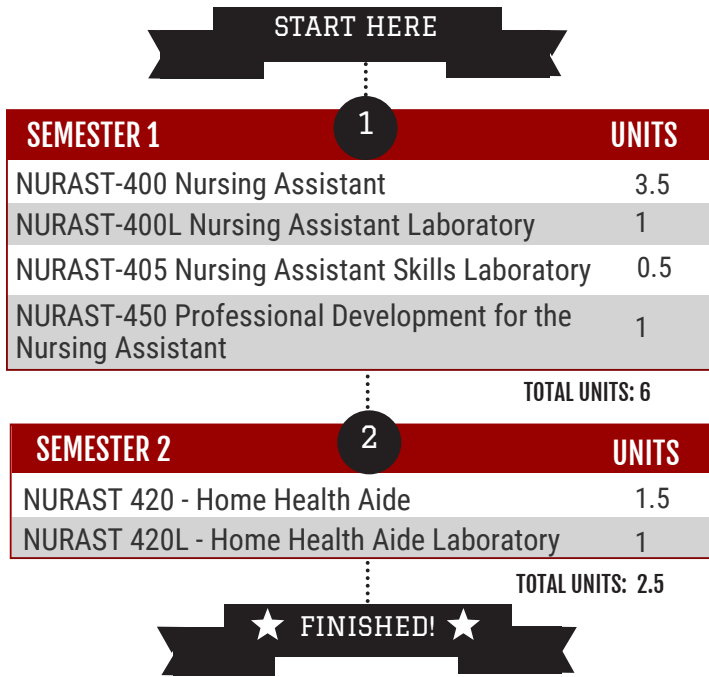 START HERE
1
SEMESTER 1 UNITS
NURAST-400 Nursing Assistant 3.5
NURAST-400L Nursing Assistant Laboratory 1
NURAST-405 Nursing Assistant Skills Laboratory 0.5
NURAST-450 Professional Development for the
Nursing Assistant 1
TOTAL UNITS: 6
2
SEMESTER 2 UNITS
NURAST 420 - Home Health Aide 1.5
NURAST 420L - Home Health Aide Laboratory 1
TOTAL UNITS: 2.5
FINISHED!